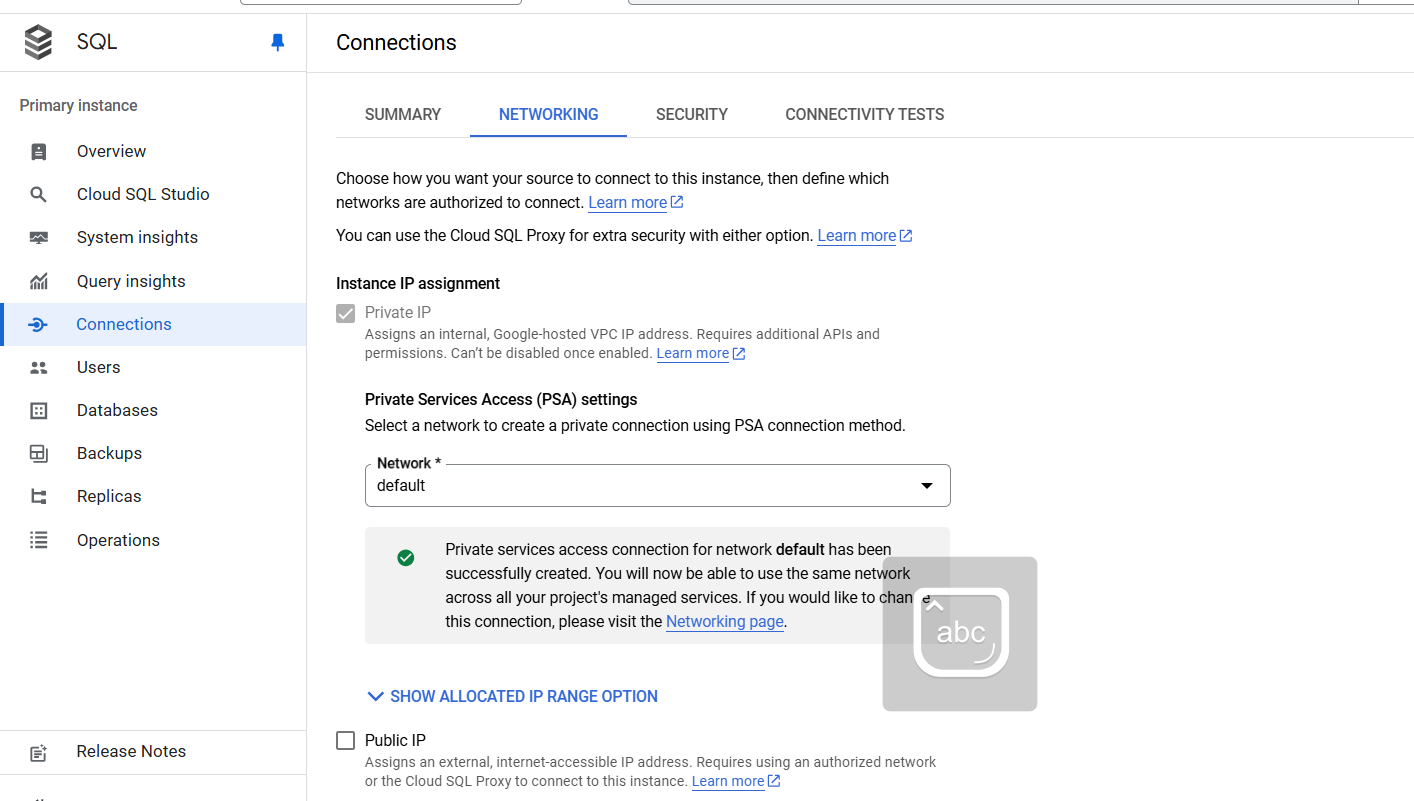 SQL
Connections
Primary instance
Overview
Cloud SQL Studio
System insights
Query insights
Connections
Users
Databases
Backups
Replicas
Operations
Release Notes
SUMMARY
NETWORKING
SECURITY
CONNECTIVITY TESTS
Choose how you want your source to connect to this instance, then define which
networks are authorized to connect. Learn more
You can use the Cloud SQL Proxy for extra security with either option. Learn more
Instance IP assignment
Private IP
Assigns an internal, Google-hosted VPC IP address. Requires additional APIs and
permissions. Can't be disabled once enabled. Learn more
Private Services Access (PSA) settings
Select a network to create a private connection using PSA connection method.
Network *
default
Private services access connection for network default has been
successfully created. You will now be able to use the same network
across all your project's managed services. If you would like to change
this connection, please visit the Networking page.
abc
SHOW ALLOCATED IP RANGE OPTION
Public IP
Assigns an external, internet-accessible IP address. Requires using an authorized network
or the Cloud SQL Proxy to connect to this instance. Learn more